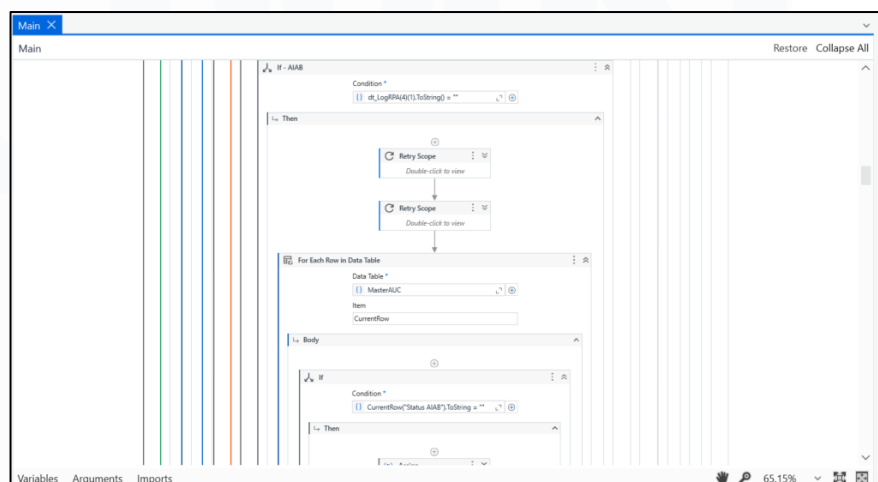 Main
Main Restore Collapse All
If - AIAB
Condition *
dt_LogRPA(4)(1).ToString() = ""
Then
Retry Scope
Double-click to view
Retry Scope
Double-click to view
For Each Row in Data Table
Data Table *
MasterAUC
Item
CurrentRow
Body
If
Condition *
CurrentRow("Status AIAB").ToString = ""
Then
Assign
Variables Arguments Imports 65.15%